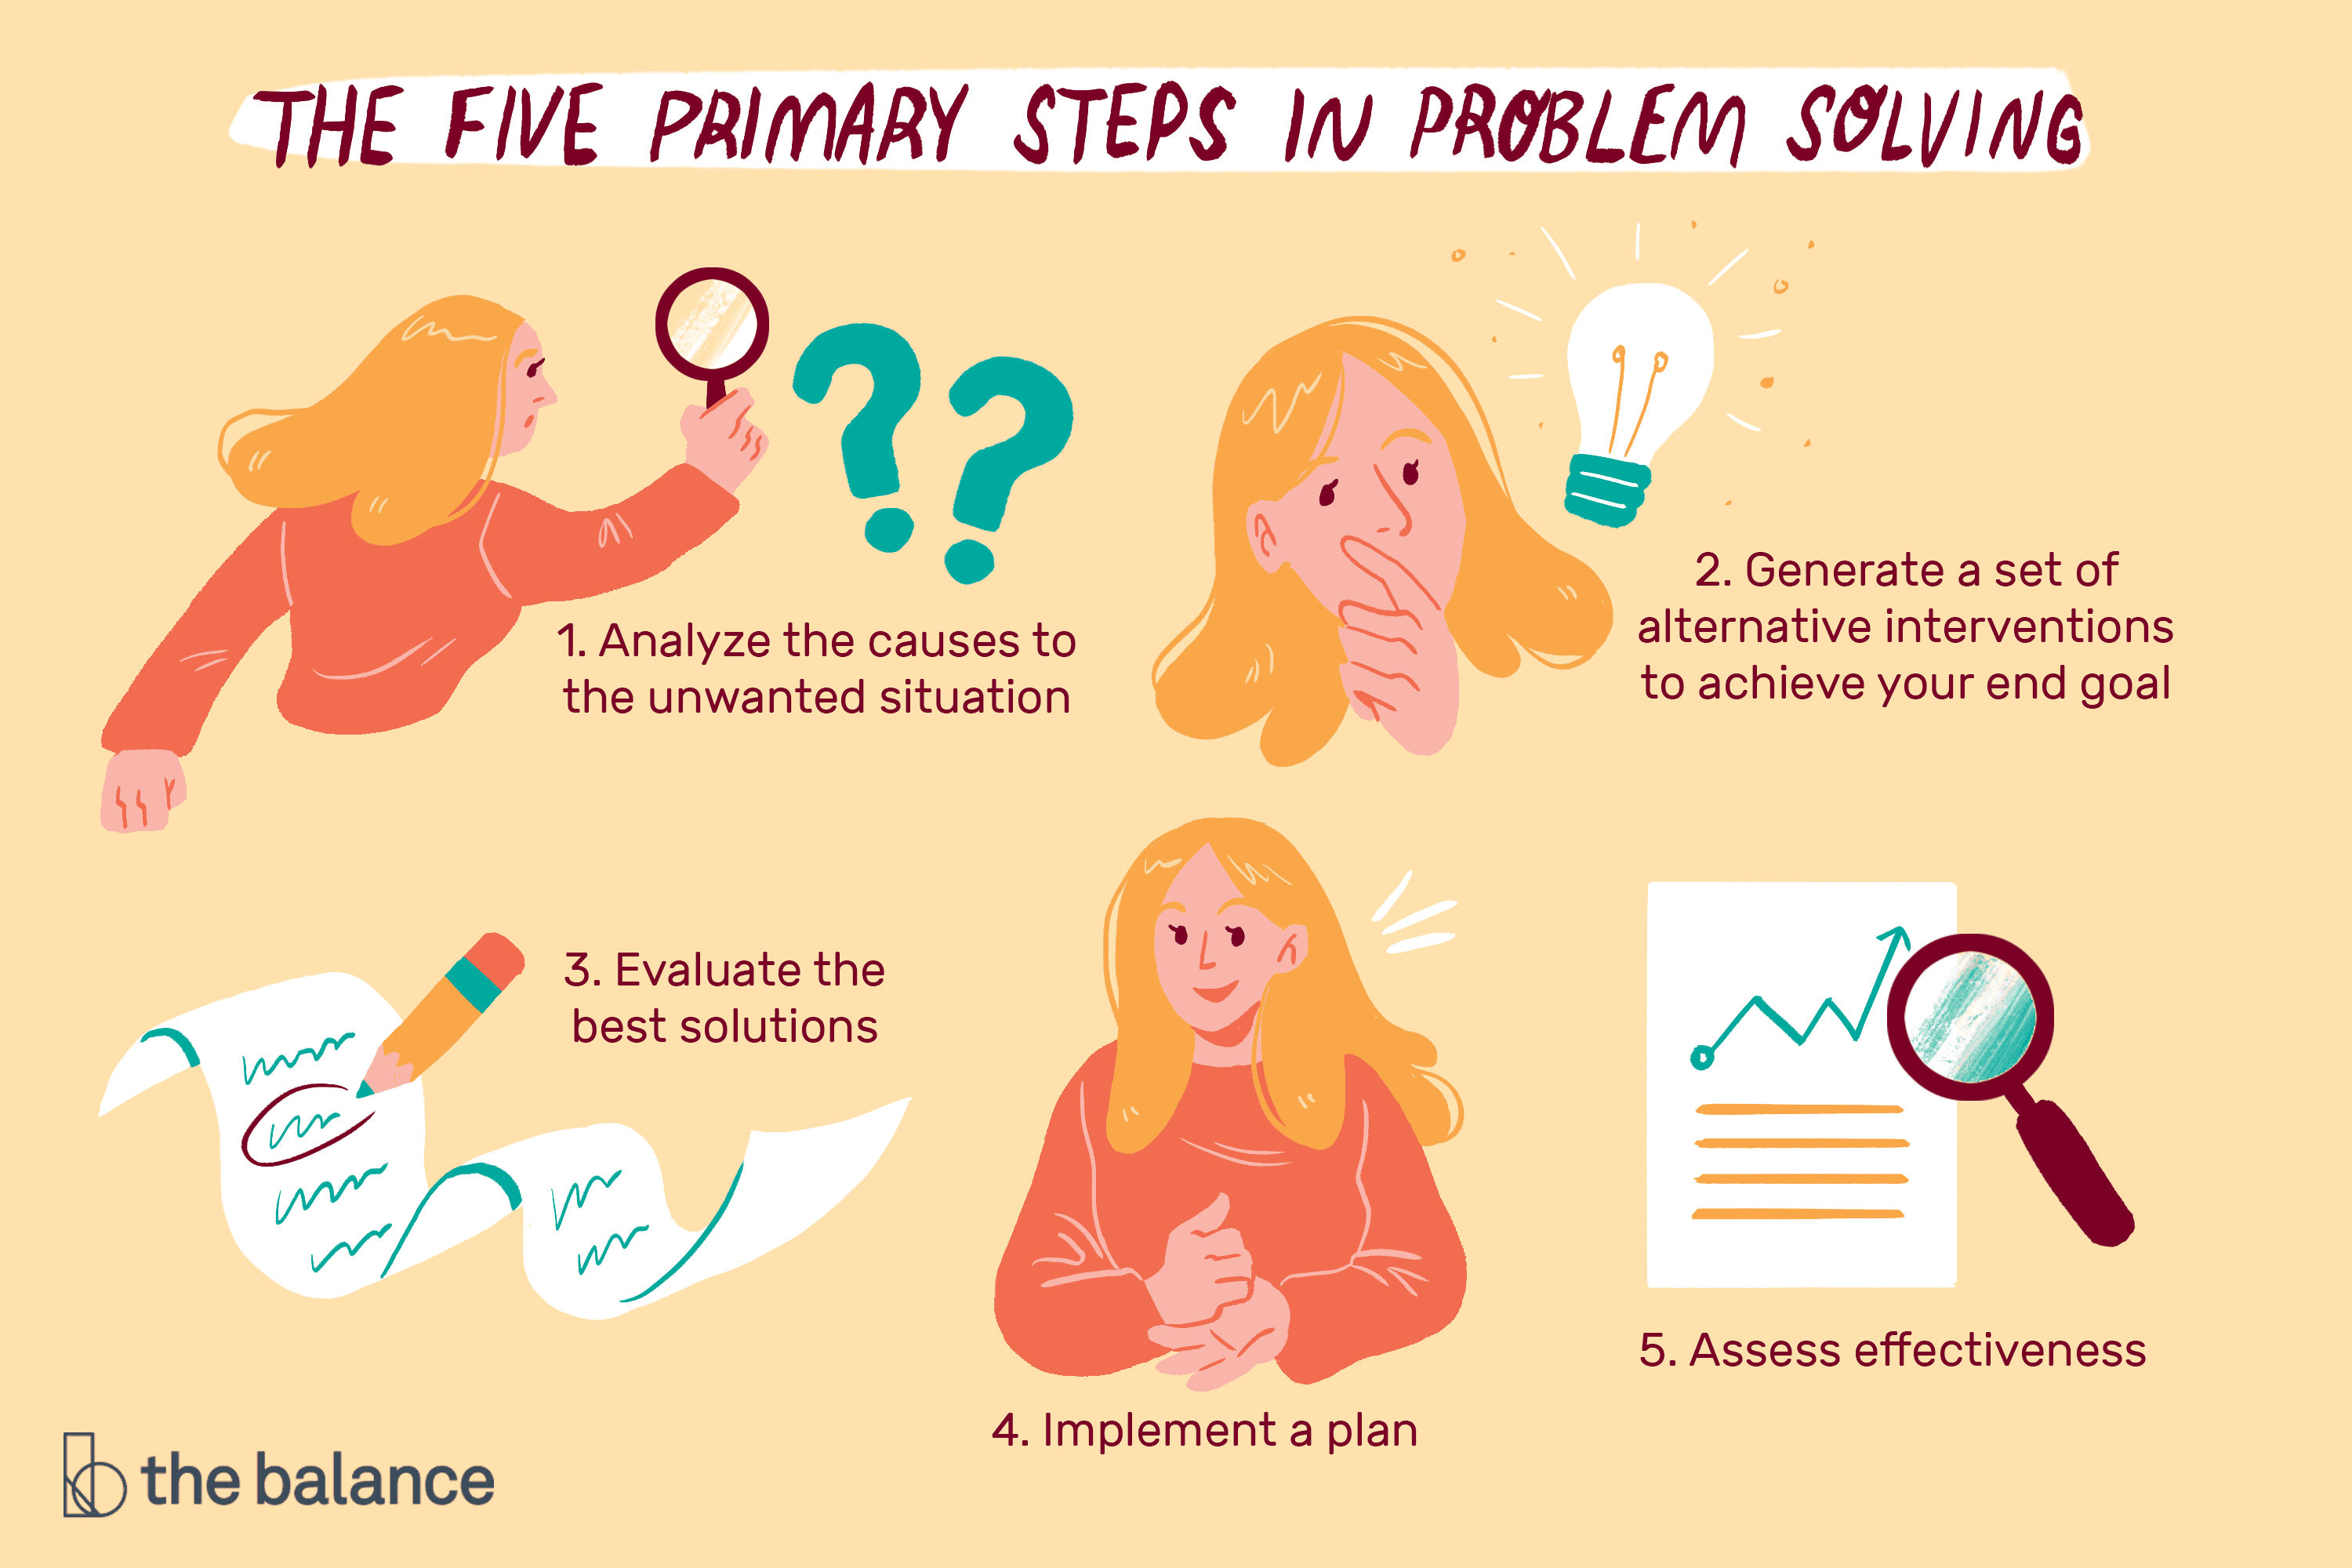 THE FIVE PRIMARY STEPS IN PROBLEM SOLVING
1. Analyze the causes to
the unwanted situation
2. Generate a set of
alternative interventions
to achieve your end goal
3. Evaluate the
best solutions
4. Implement a plan
5. Assess effectiveness
the balance